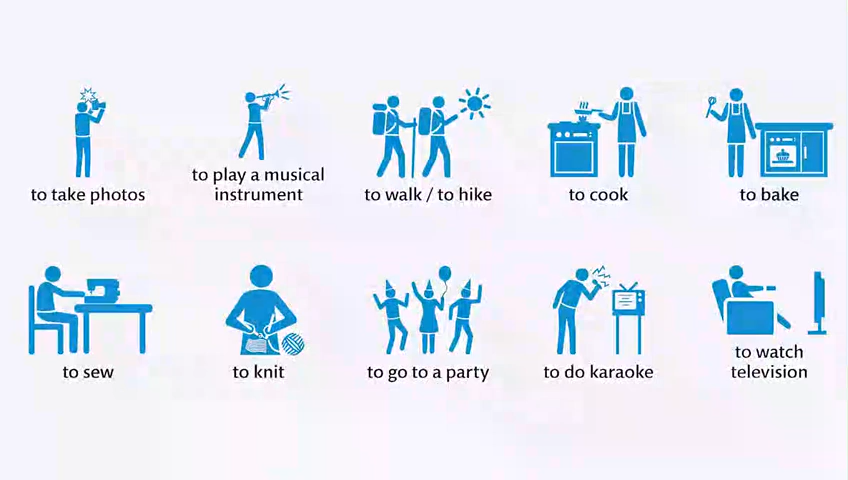 to take photos
to play a musical
instrument
to walk / to hike
to cook
to bake
to sew
to knit
to go to a party
to do karaoke
to watch
television